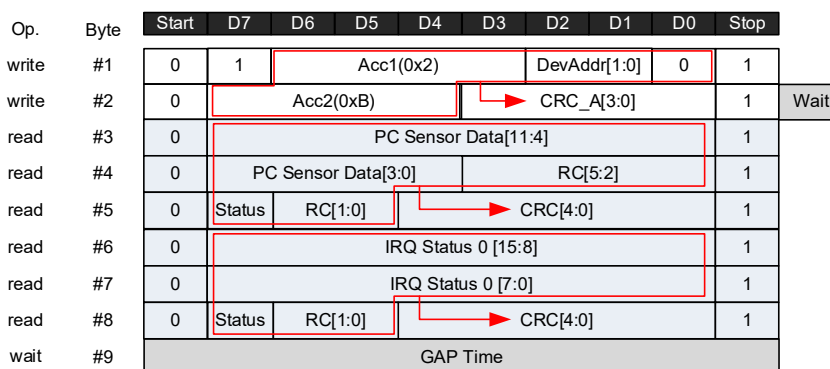 Op. Byte Start D7 D6 D5 D4 D3 D2 D1 D0 Stop
write #1 0 1 Acc1(0x2) DevAddr[1:0] 0 1
write #2 0 Acc2(0xB) CRC_A[3:0] 1 Wait
read #3 0 PC Sensor Data[11:4] 1
read #4 0 PC Sensor Data[3:0] RC[5:2] 1
read #5 0 Status RC[1:0] CRC[4:0] 1
read #6 0 IRQ Status 0 [15:8] 1
read #7 0 IRQ Status 0 [7:0] 1
read #8 0 Status RC[1:0] CRC[4:0] 1
wait #9 GAP Time